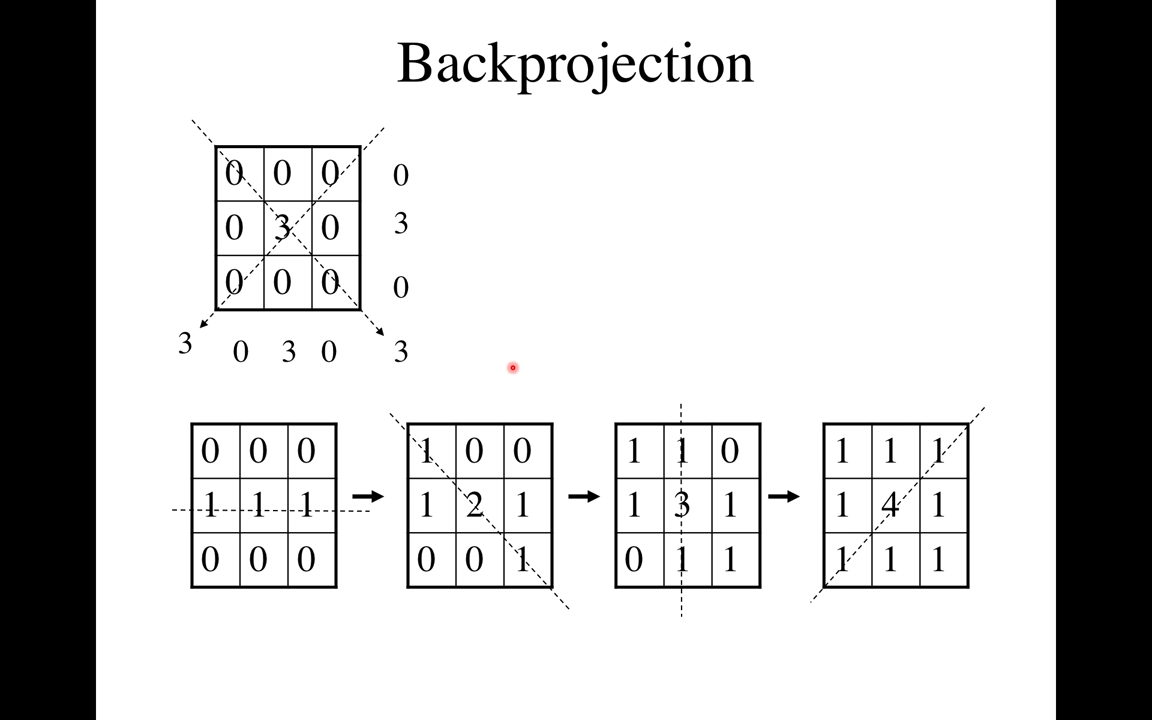 Backprojection
0 0 0 0
0 3 0 3
0 0 0 0
3 0 3 0 3
0 0 0 1 0 0 1 1 0 1 1 1
1 1 1 1 2 1 1 3 1 1 4 1
0 0 0 0 0 1 0 1 1 1 1 1